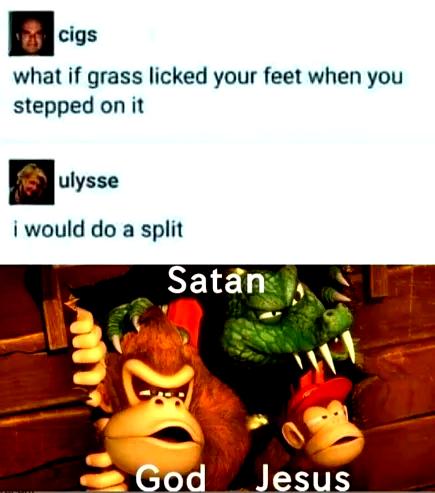 cigs
what if grass licked your feet when you
stepped on it
ulysse
i would do a split
Satan
God Jesus